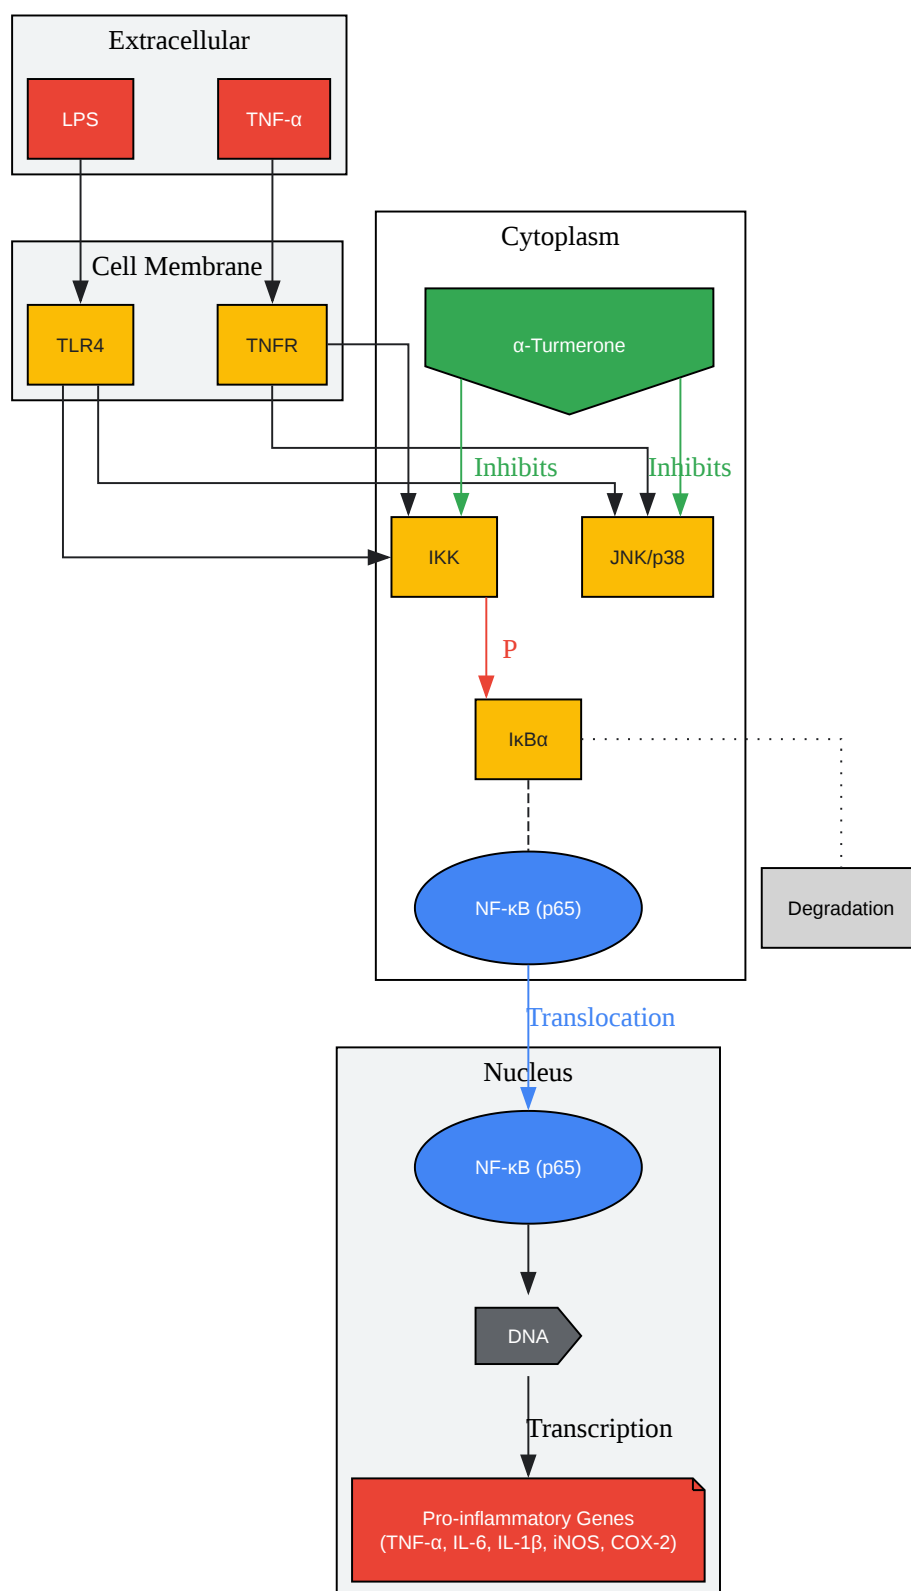 Extracellular
LPS
TNF-α
Cell Membrane
TLR4
TNFR
Cytoplasm
α-Turmerone
Inhibits
Inhibits
IKK
JNK/p38
P
IκBα
NF-κB (p65)
Degradation
Translocation
Nucleus
NF-κB (p65)
DNA
Transcription
Pro-inflammatory Genes
(TNF-α, IL-6, IL-1β, iNOS, COX-2)